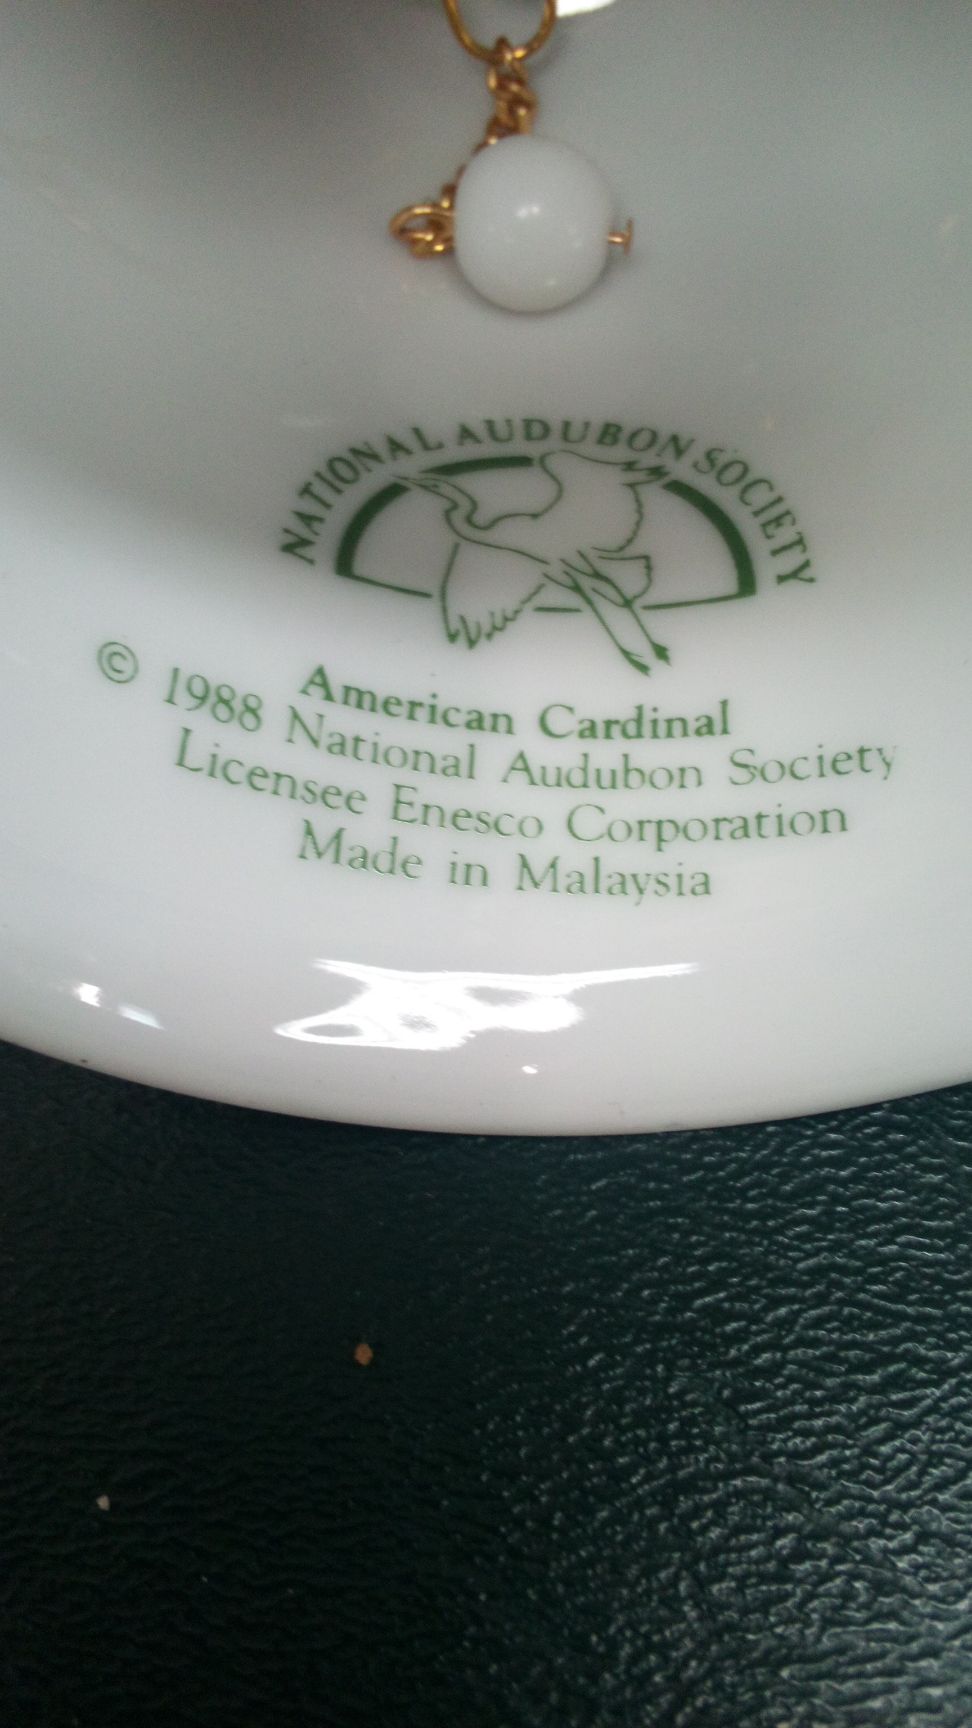 NATIONAL AUDUBON SOCIETY
American Cardinal
© 1988 National Audubon Society
Licensee Enesco Corporation
Made in Malaysia